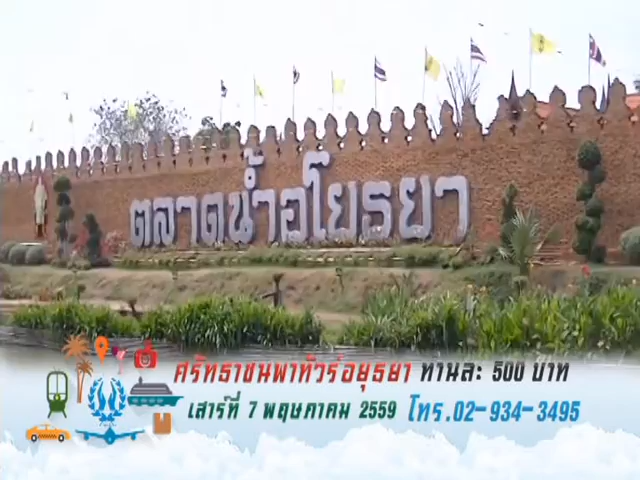 ตลาดน้ำอโยธยา
ศรัทธาชนพาทัวร์อยุธยา ท่านละ 500 บาท
เสาร์ที่ 7 พฤษภาคม 2559 โทร.02-934-3495